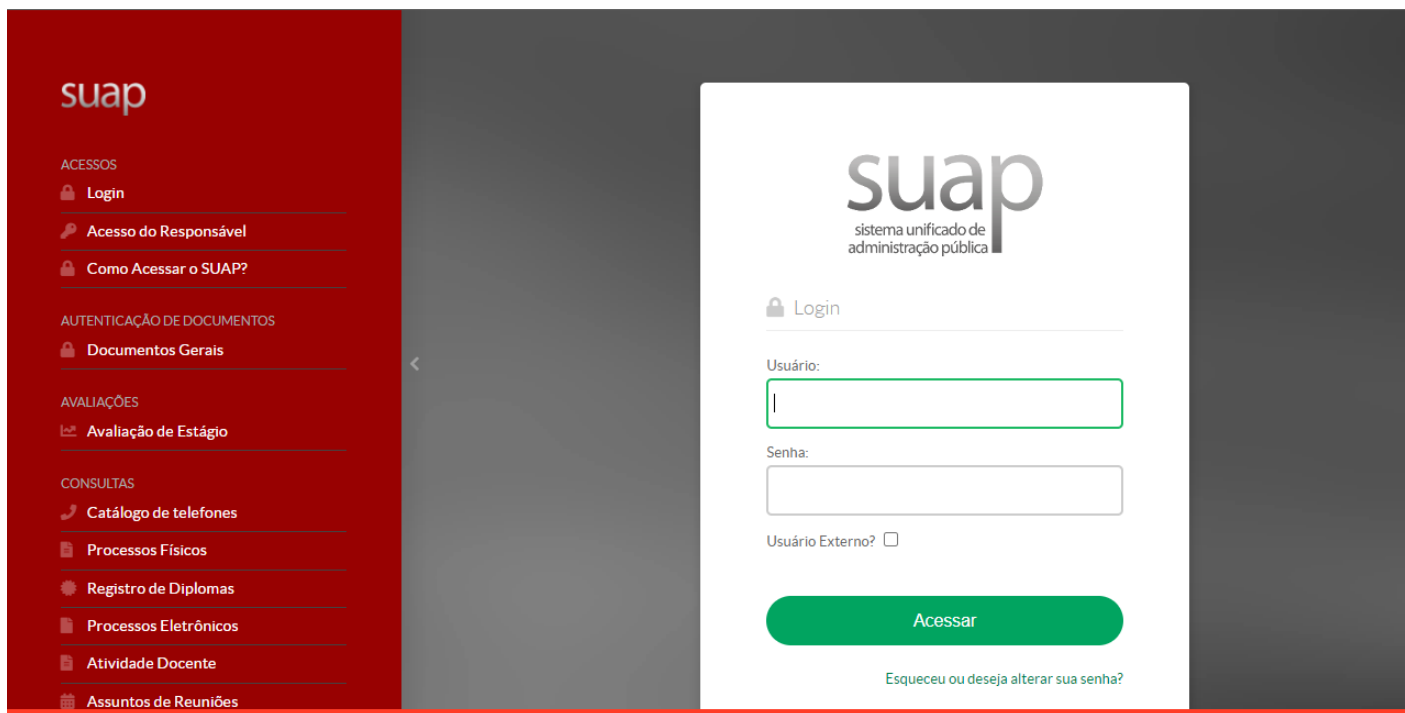 suap
ACESSOS
Login
Acesso do Responsável
Como Acessar o SUAP?
AUTENTICAÇÃO DE DOCUMENTOS
Documentos Gerais
AVALIAÇÕES
Avaliação de Estágio
CONSULTAS
Catálogo de telefones
Processos Físicos
Registro de Diplomas
Processos Eletrônicos
Atividade Docente
Assuntos de Reuniões
suap
sistema unificado de
administração pública
Login
Usuário:
Senha:
Usuário Externo?
Acessar
Esqueceu ou deseja alterar sua senha?